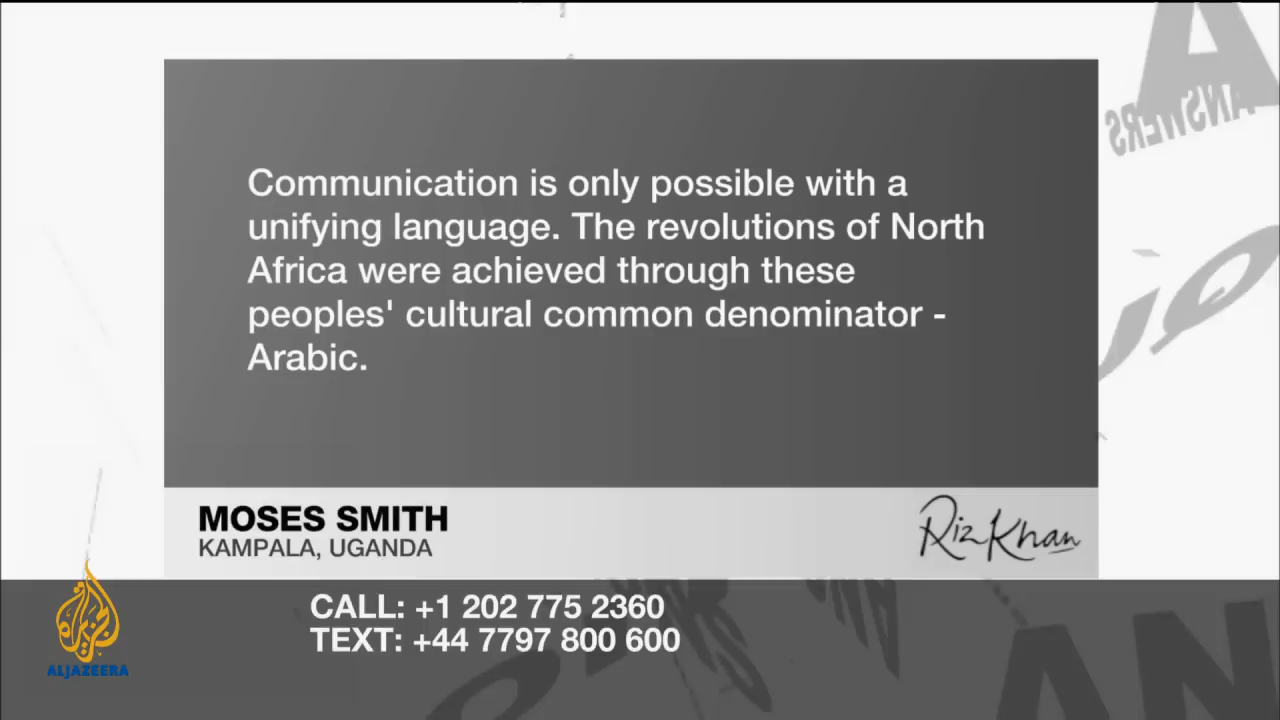 ANSWERS
Communication is only possible with a
unifying language. The revolutions of North
Africa were achieved through these
peoples' cultural common denominator -
Arabic.
MOSES SMITH
KAMPALA, UGANDA
Riz Khan
CALL: +1 202 775 2360
TEXT: +44 7797 800 600
الجزيرة
ALJAZEERA